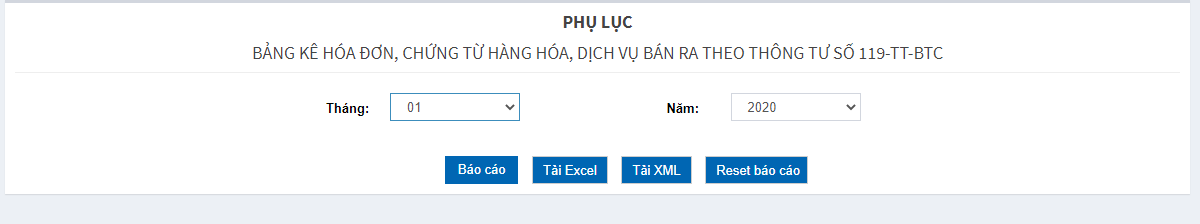 PHỤ LỤC
BẢNG KÊ HÓA ĐƠN, CHỨNG TỪ HÀNG HÓA, DỊCH VỤ BÁN RA THEO THÔNG TƯ SỐ 119-TT-BTC
Tháng: 01 Năm: 2020
Báo cáo Tải Excel Tải XML Reset báo cáo